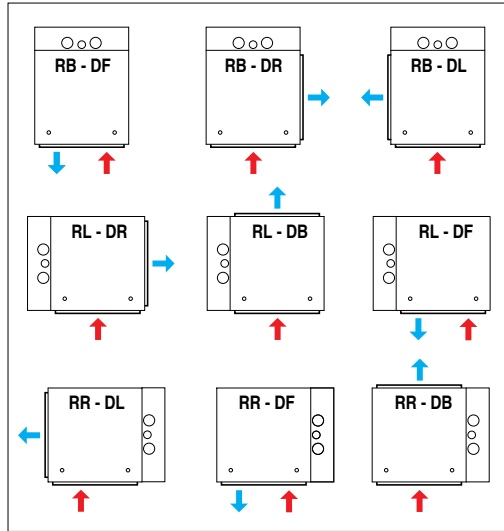 RB - DF
RB - DR
RB - DL
RL - DR
RL - DB
RL - DF
RR - DL
RR - DF
RR - DB